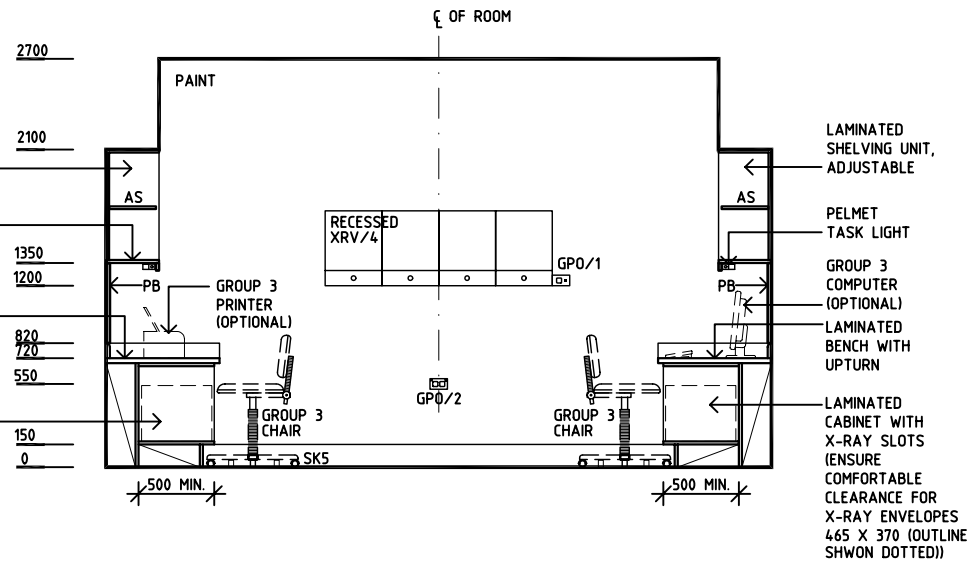 ℄ OF ROOM
2700
PAINT
2100
LAMINATED
SHELVING UNIT,
ADJUSTABLE
AS
AS
RECESSED
XRV/4
PELMET
TASK LIGHT
1350
GPO/1
GROUP 3
COMPUTER
(OPTIONAL)
1200
PB
PB
GROUP 3
PRINTER
(OPTIONAL)
LAMINATED
BENCH WITH
UPTURN
820
720
550
GPO/2
LAMINATED
CABINET WITH
X-RAY SLOTS
(ENSURE
COMFORTABLE
CLEARANCE FOR
X-RAY ENVELOPES
465 X 370 (OUTLINE
SHWON DOTTED))
GROUP 3
CHAIR
GROUP 3
CHAIR
150
0
SK5
500 MIN.
500 MIN.